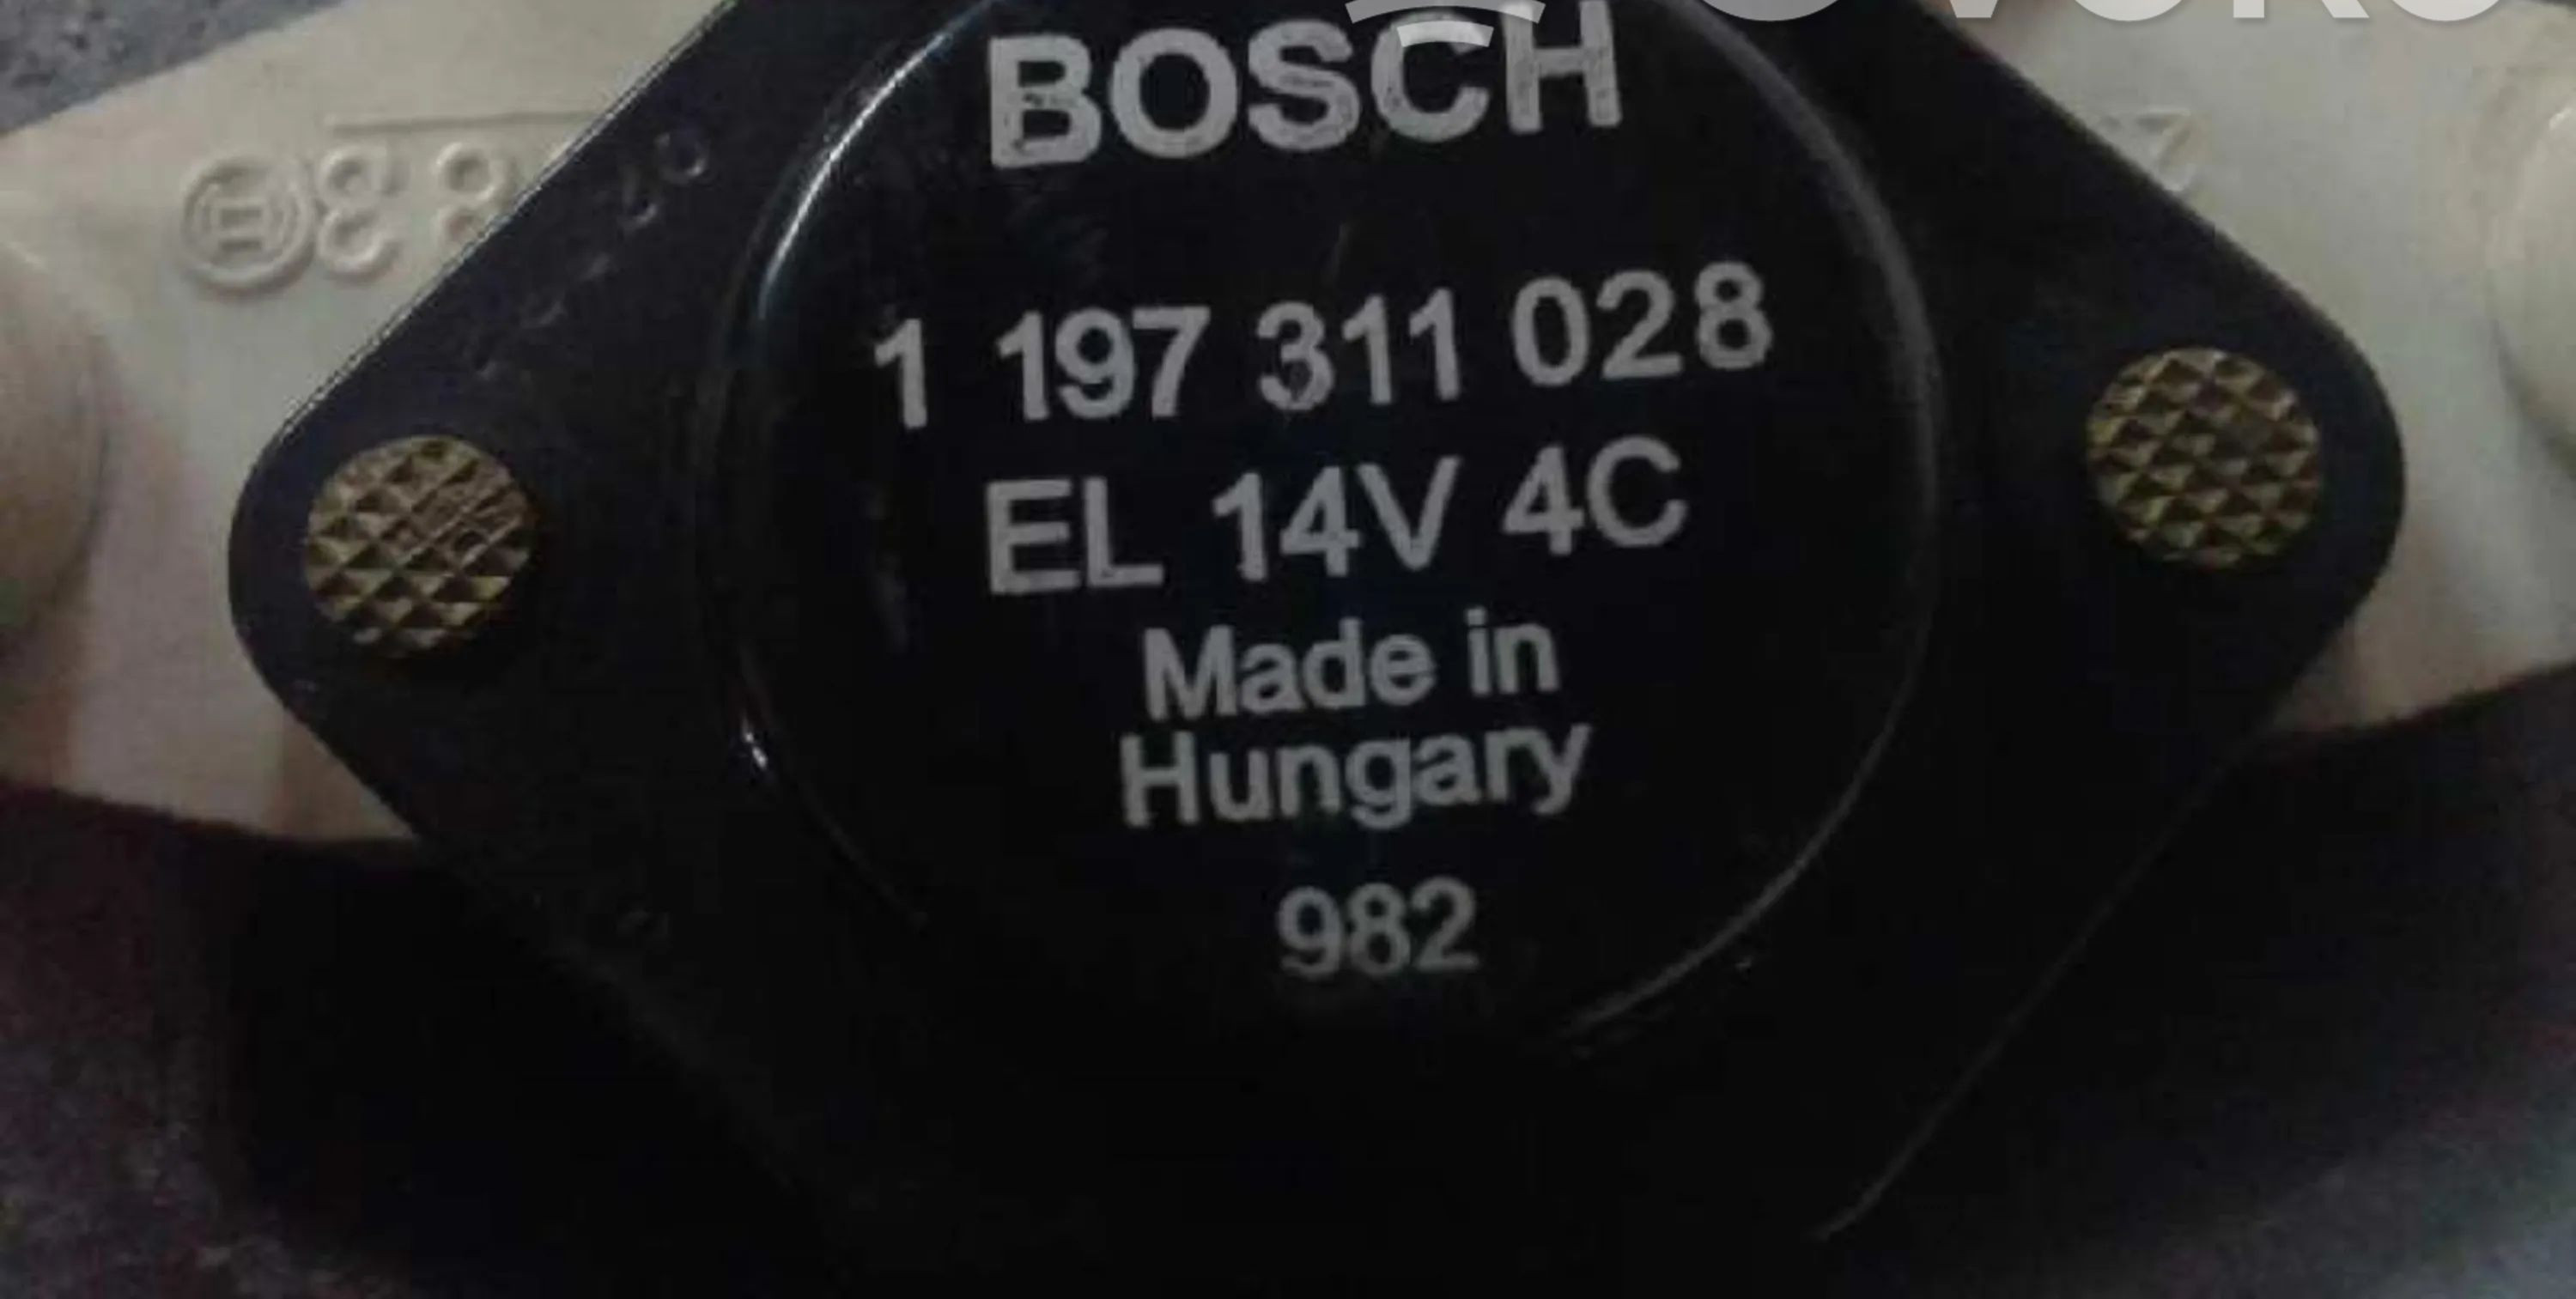 BOSCH
1 197 311 028
EL 14V 4C
Made in
Hungary
982